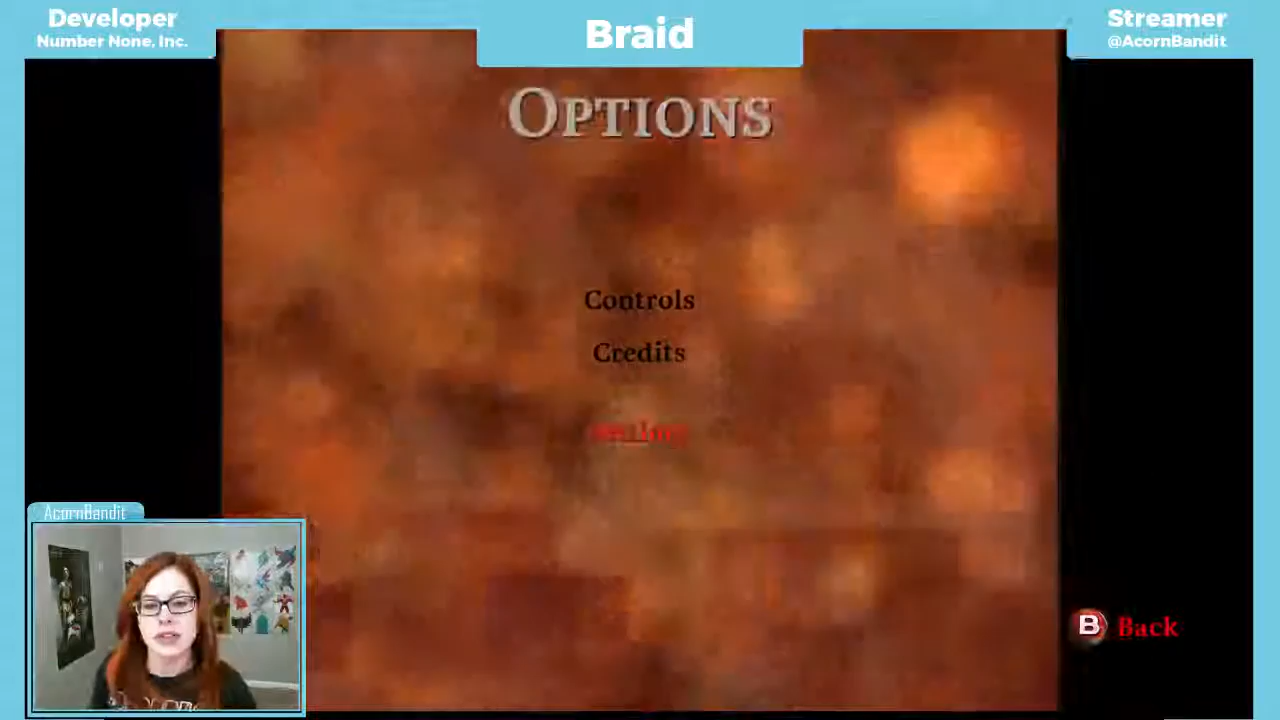 Developer
Number None, Inc.
Braid
Streamer
@AcornBandit
Options
Controls
Credits
AcornBandit
B Back